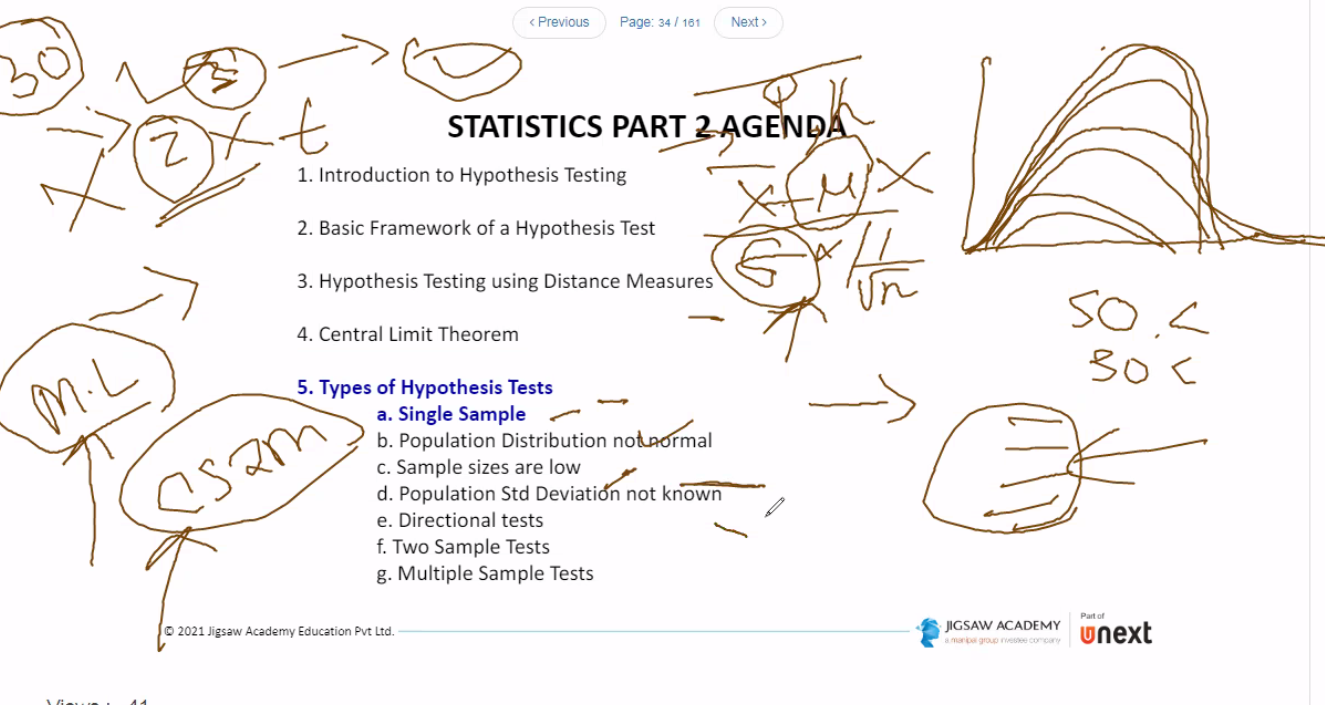 < Previous Page: 34 / 161 Next >
30
3
2
t
STATISTICS PART 2 AGENDA
1. Introduction to Hypothesis Testing
x - μ
2. Basic Framework of a Hypothesis Test
3. Hypothesis Testing using Distance Measures
1
√n
4. Central Limit Theorem
50 <
30 <
M.L
5. Types of Hypothesis Tests
a. Single Sample
b. Population Distribution not normal
c. Sample sizes are low
d. Population Std Deviation not known
e. Directional tests
f. Two Sample Tests
g. Multiple Sample Tests
© 2021 Jigsaw Academy Education Pvt Ltd.
JIGSAW ACADEMY
a manipal group investee company
Part of
unext